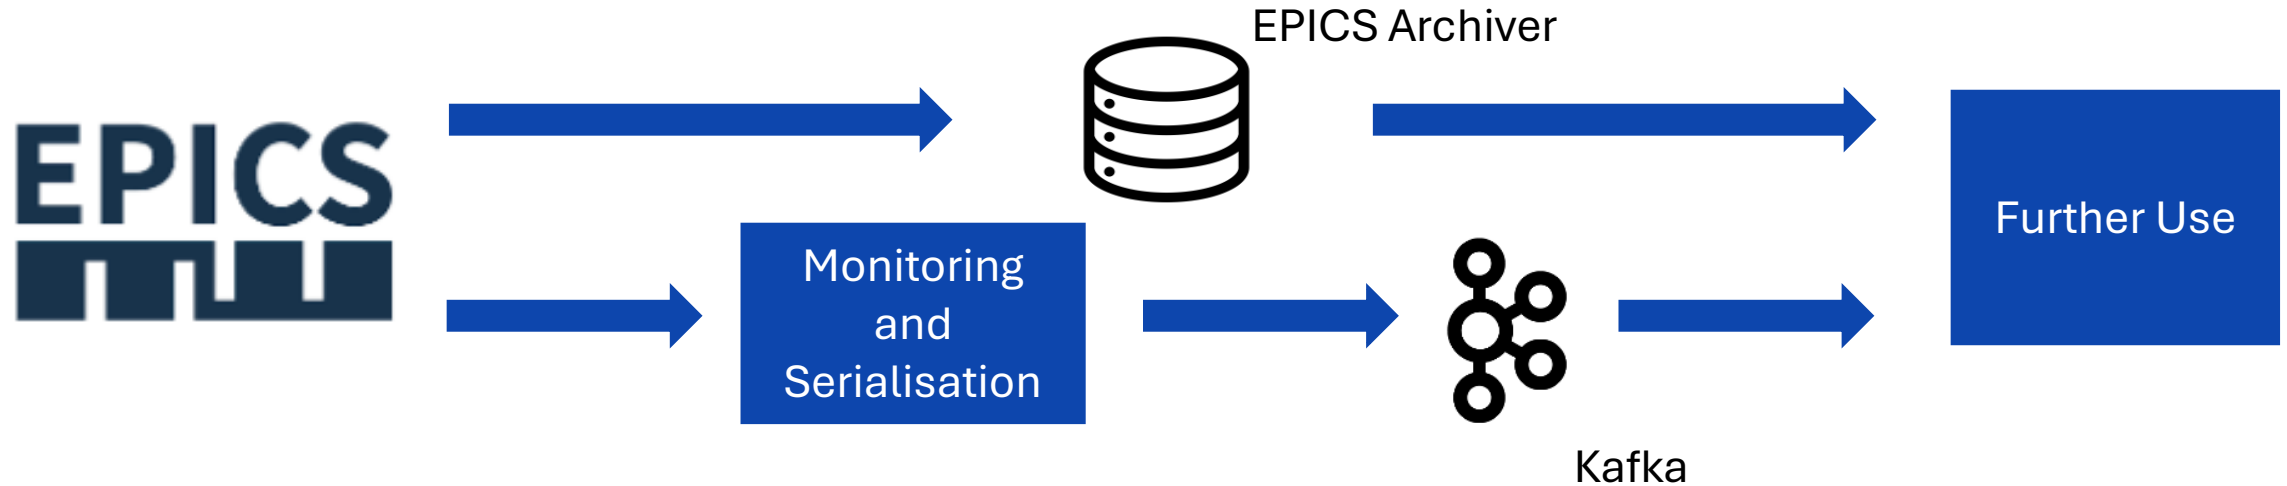 EPICS Archiver
EPICS
Monitoring
and
Serialisation
Further Use
Kafka